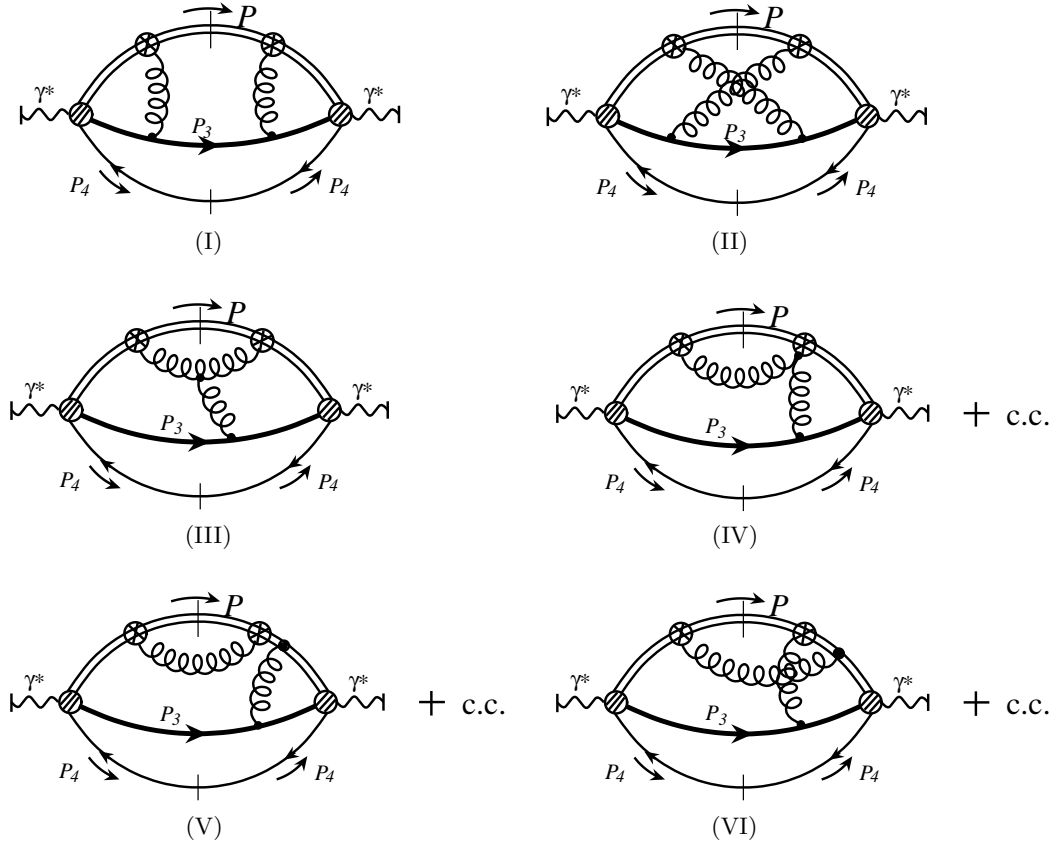 P P
γ* γ* γ* γ*
P3 P3
P4 P4 P4 P4
(I) (II)
P P
γ* γ* γ* γ*
P3 P3 + c.c.
P4 P4 P4 P4
(III) (IV)
P P
γ* γ* γ* γ*
P3 + c.c. P3 + c.c.
P4 P4 P4 P4
(V) (VI)